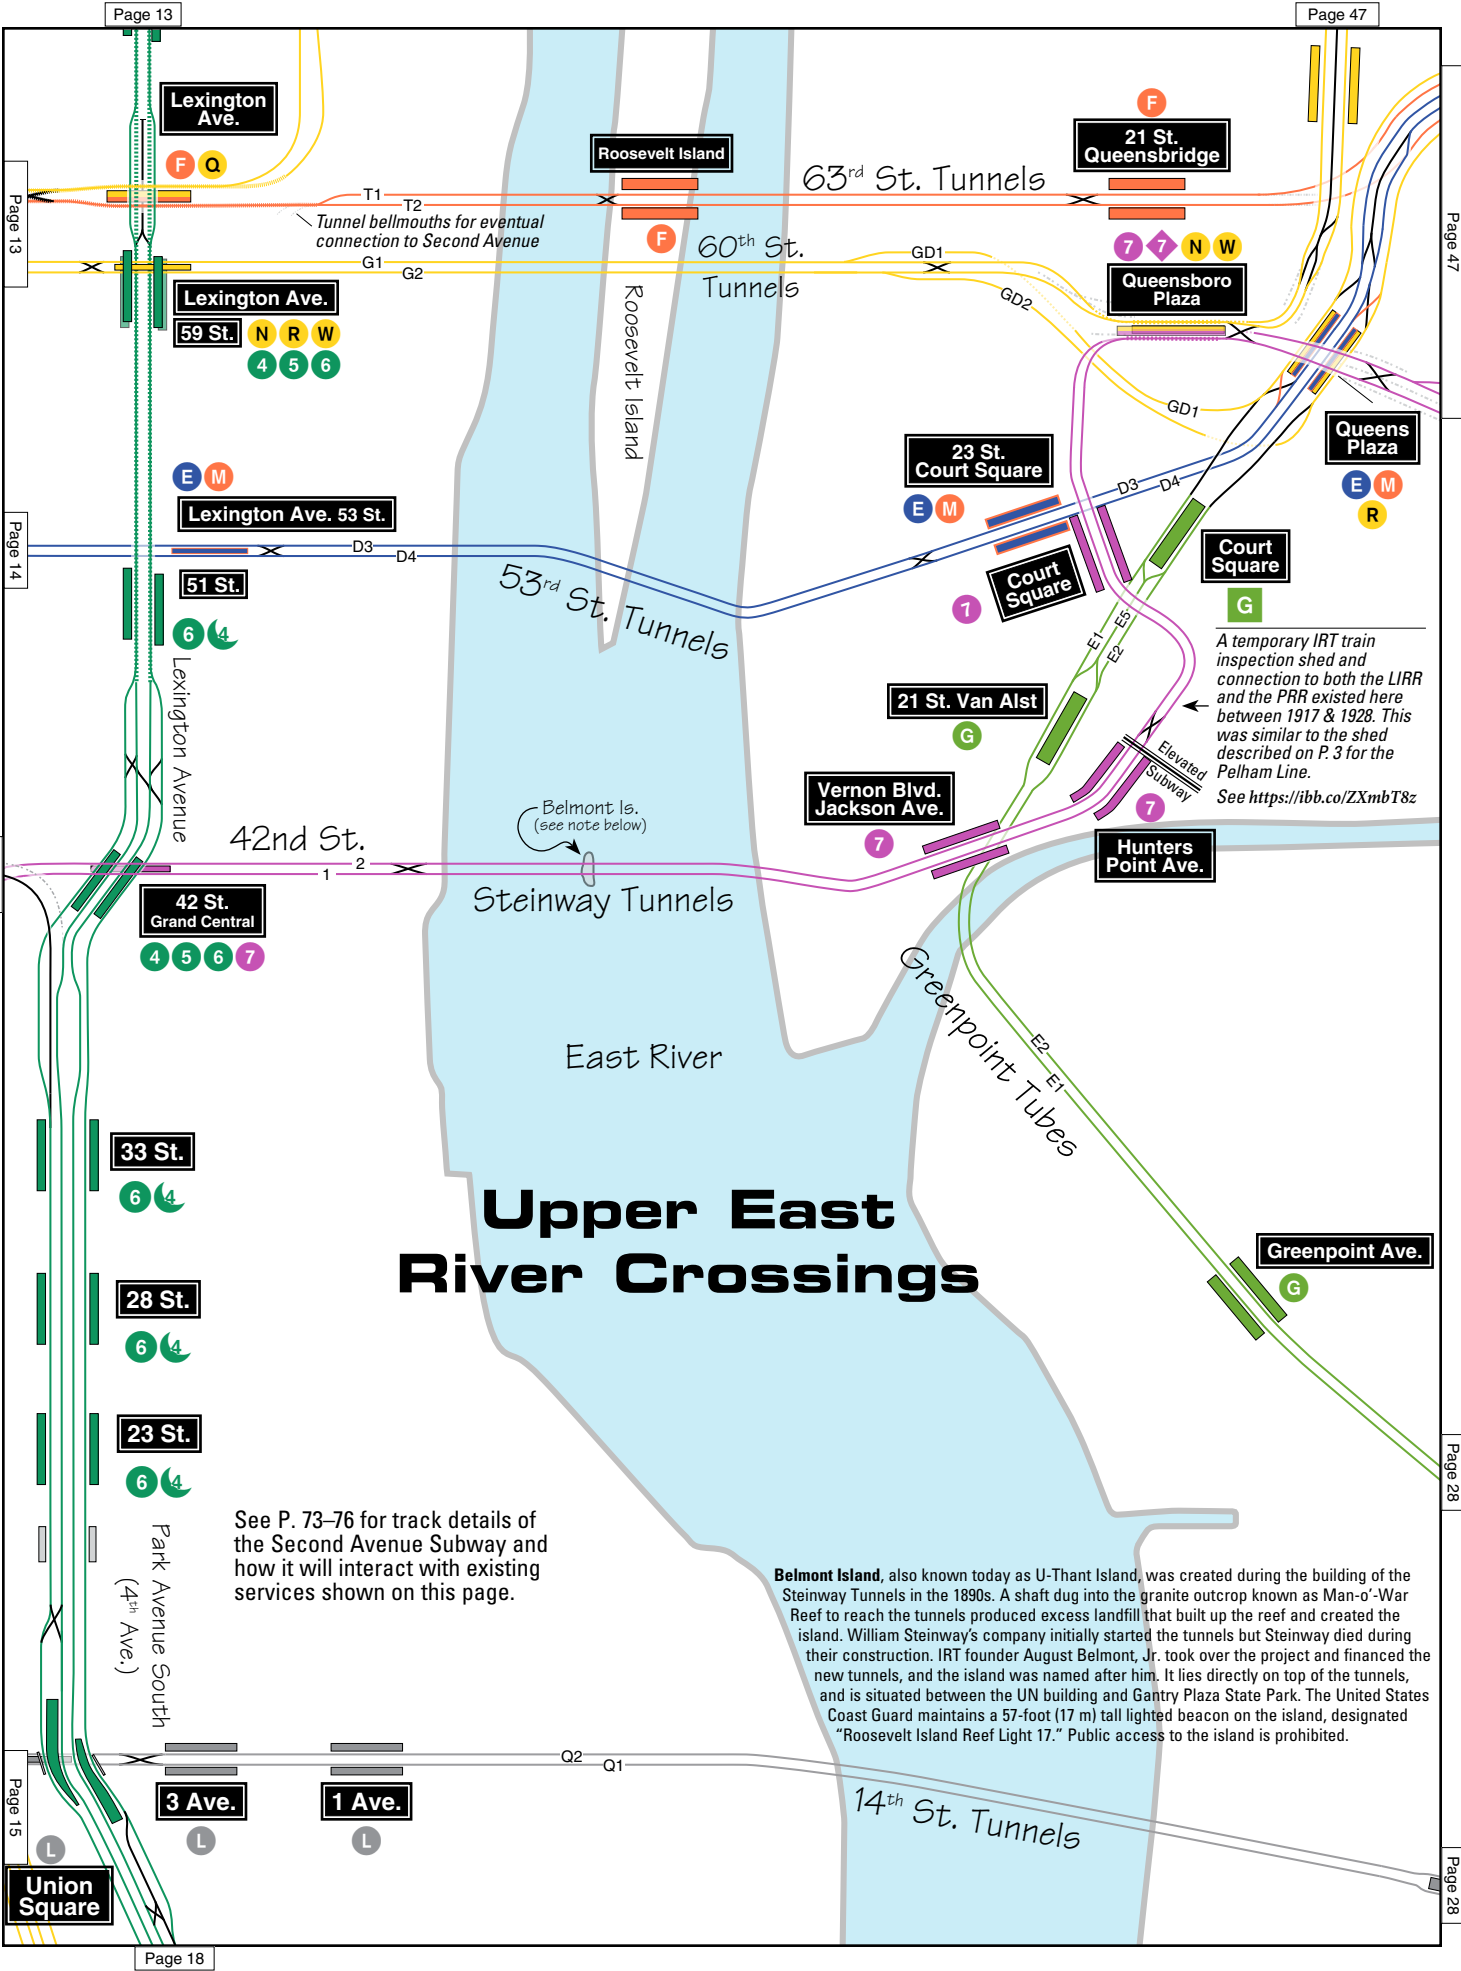 Page 13
Page 47
Lexington
Ave.
F Q
Page 13
T1
T2
Tunnel bellmouths for eventual
connection to Second Avenue
Roosevelt Island
F
63rd St. Tunnels
F
21 St.
Queensbridge
Page 47
G1
G2
60th St.
Tunnels
GD1
GD2
7 7 N W
Queensboro
Plaza
Lexington Ave.
59 St.
N R W
4 5 6
Roosevelt Island
GD1
Queens
Plaza
E M
R
23 St.
Court Square
E M
D3
D4
E M
Lexington Ave. 53 St.
Page 14
D3
D4
53rd St. Tunnels
51 St.
6 4
Court
Square
7
Court
Square
G
E1
E5
E2
A temporary IRT train
inspection shed and
connection to both the LIRR
and the PRR existed here
between 1917 & 1928. This
was similar to the shed
described on P. 3 for the
Pelham Line.
See https://ibb.co/ZXmbT8z
Lexington Avenue
21 St. Van Alst
G
Elevated
Subway
Vernon Blvd.
Jackson Ave.
7
7
Hunters
Point Ave.
42nd St.
2
1
Belmont Is.
(see note below)
Steinway Tunnels
42 St.
Grand Central
4 5 6 7
Greenpoint Tubes
E2
E1
East River
33 St.
6 4
Upper East
River Crossings
Greenpoint Ave.
G
28 St.
6 4
23 St.
6 4
Page 28
See P. 73–76 for track details of
the Second Avenue Subway and
how it will interact with existing
services shown on this page.
Park Avenue South
(4th Ave.)
Belmont Island, also known today as U-Thant Island, was created during the building of the
Steinway Tunnels in the 1890s. A shaft dug into the granite outcrop known as Man-o’-War
Reef to reach the tunnels produced excess landfill that built up the reef and created the
island. William Steinway’s company initially started the tunnels but Steinway died during
their construction. IRT founder August Belmont, Jr. took over the project and financed the
new tunnels, and the island was named after him. It lies directly on top of the tunnels,
and is situated between the UN building and Gantry Plaza State Park. The United States
Coast Guard maintains a 57-foot (17 m) tall lighted beacon on the island, designated
“Roosevelt Island Reef Light 17.” Public access to the island is prohibited.
Page 15
Q2
Q1
3 Ave.
L
1 Ave.
L
14th St. Tunnels
L
Union
Square
Page 28
Page 18